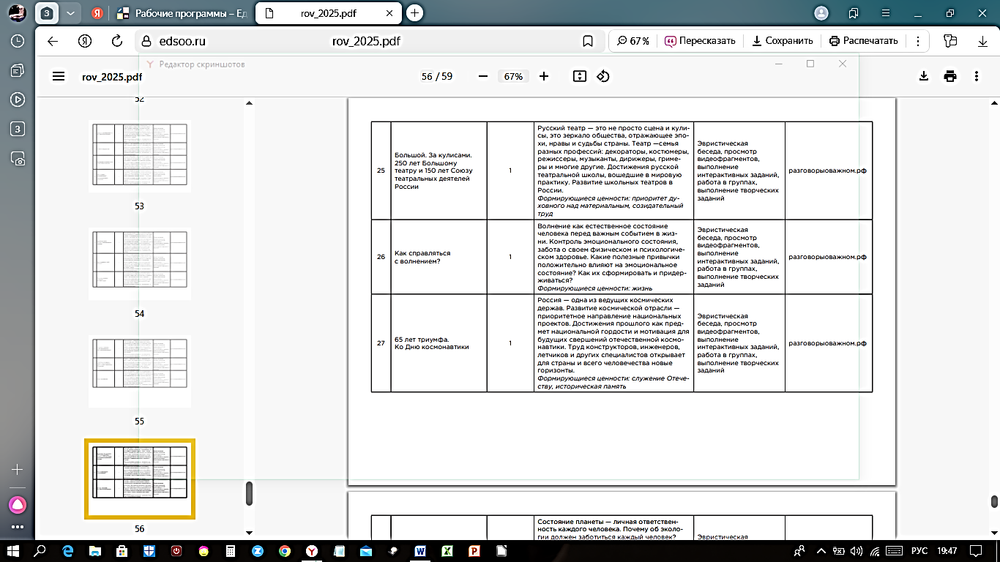 3
Рабочие программы – Ед
rov_2025.pdf
edsoo.ru
rov_2025.pdf
67%
Пересказать
Сохранить
Распечатать
Редактор скриншотов
rov_2025.pdf
56 / 59
67%
3
52
53
54
55
56
25
Большой. За кулисами.
250 лет Большому
театру и 150 лет Союзу
театральных деятелей
России
1
Русский театр — это не просто сцена и кули-
сы, это зеркало общества, отражающее эпо-
хи, нравы и судьбы страны. Театр —семья
разных профессий: декораторы, костюмеры,
режиссеры, музыканты, дирижеры, гриме-
ры и многие другие. Достижения русской
театральной школы, вошедшие в мировую
практику. Развитие школьных театров в
России.
Формирующиеся ценности: приоритет ду-
ховного над материальным, созидательный
труд
Эвристическая
беседа, просмотр
видеофрагментов,
выполнение
интерактивных заданий,
работа в группах,
выполнение творческих
заданий
разговорыоважном.рф
26
Как справляться
с волнением?
1
Волнение как естественное состояние
человека перед важным событием в жиз-
ни. Контроль эмоционального состояния,
забота о своем физическом и психологиче-
ском здоровье. Какие полезные привычки
положительно влияют на эмоциональное
состояние? Как их сформировать и придер-
живаться?
Формирующиеся ценности: жизнь
Эвристическая
беседа, просмотр
видеофрагментов,
выполнение
интерактивных заданий,
работа в группах,
выполнение творческих
заданий
разговорыоважном.рф
27
65 лет триумфа.
Ко Дню космонавтики
1
Россия — одна из ведущих космических
держав. Развитие космической отрасли —
приоритетное направление национальных
проектов. Достижения прошлого как пред-
мет национальной гордости и мотивация для
будущих свершений отечественной космо-
навтики. Труд конструкторов, инженеров,
летчиков и других специалистов открывает
для страны и всего человечества новые
горизонты.
Формирующиеся ценности: служение Отече-
ству, историческая память
Эвристическая
беседа, просмотр
видеофрагментов,
выполнение
интерактивных заданий,
работа в группах,
выполнение творческих
заданий
разговорыоважном.рф
Состояние планеты — личная ответствен-
ность каждого человека. Почему об эколо-
гии должен заботиться каждый человек?
Эвристическая
РУС
19:47